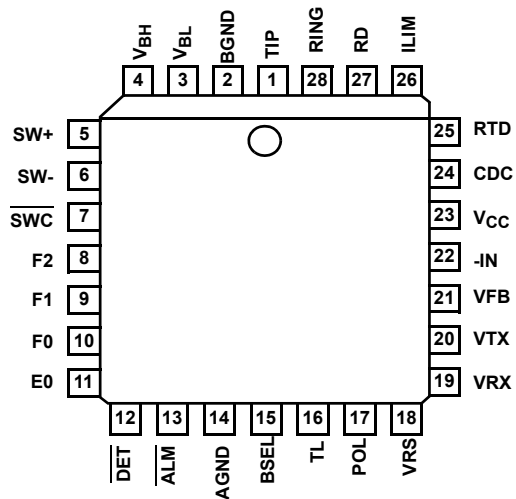 VBH VBL BGND TIP RING RD ILIM
4 3 2 1 28 27 26
SW+ 5 25 RTD
SW- 6 24 CDC
SWC 7 23 VCC
F2 8 22 -IN
F1 9 21 VFB
F0 10 20 VTX
E0 11 19 VRX
12 13 14 15 16 17 18
DET ALM AGND BSEL TL POL VRS